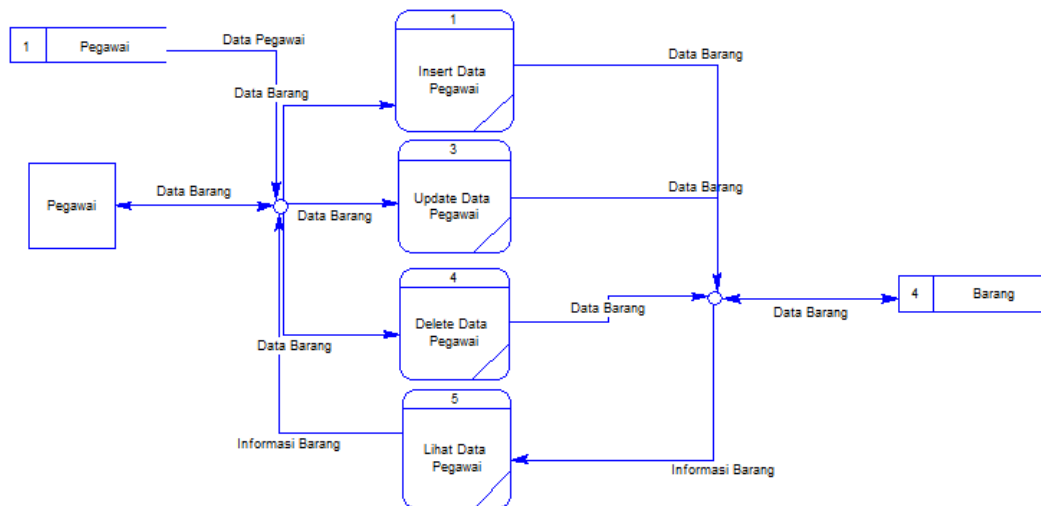 1
1 Pegawai
Data Pegawai
Data Barang
Insert Data
Pegawai
Data Barang
3
Pegawai
Data Barang
Data Barang
Update Data
Pegawai
Data Barang
4
Delete Data
Pegawai
Data Barang
Data Barang
4 Barang
Data Barang
5
Informasi Barang
Lihat Data
Pegawai
Informasi Barang